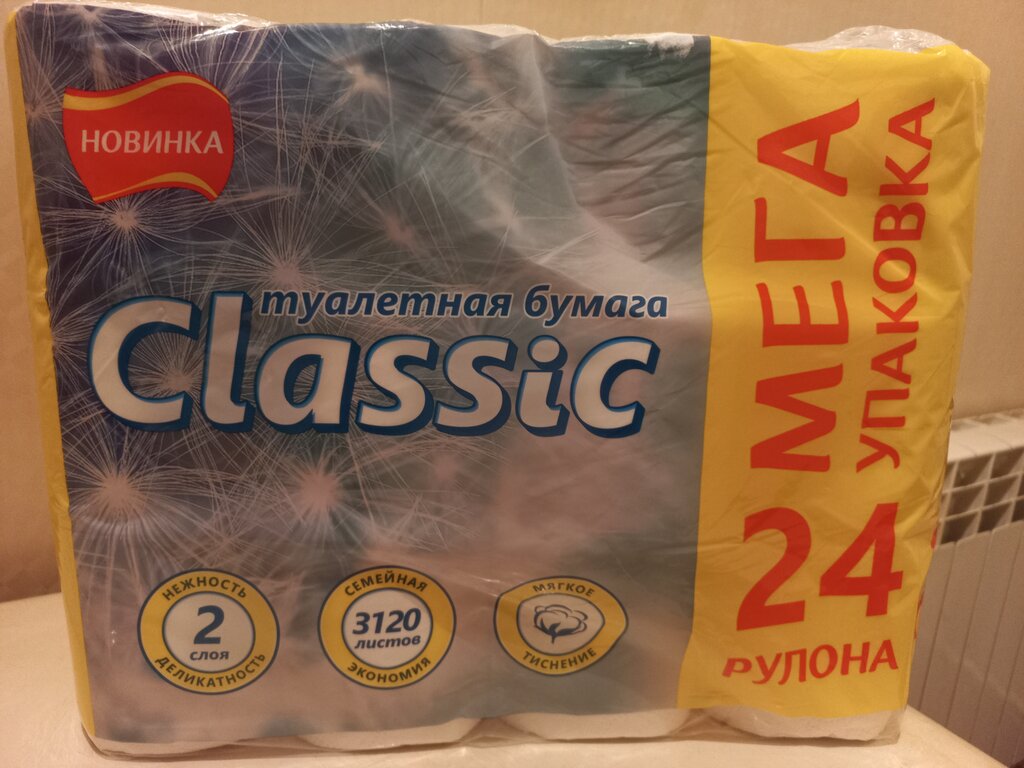 НОВИНКА
туалетная бумага
Classic
НЕЖНОСТЬ
2
слоя
ДЕЛИКАТНОСТЬ
СЕМЕЙНАЯ
3120
листов
ЭКОНОМИЯ
МЯГКОЕ
ТИСНЕНИЕ
МЕГА
УПАКОВКА
24
РУЛОНА